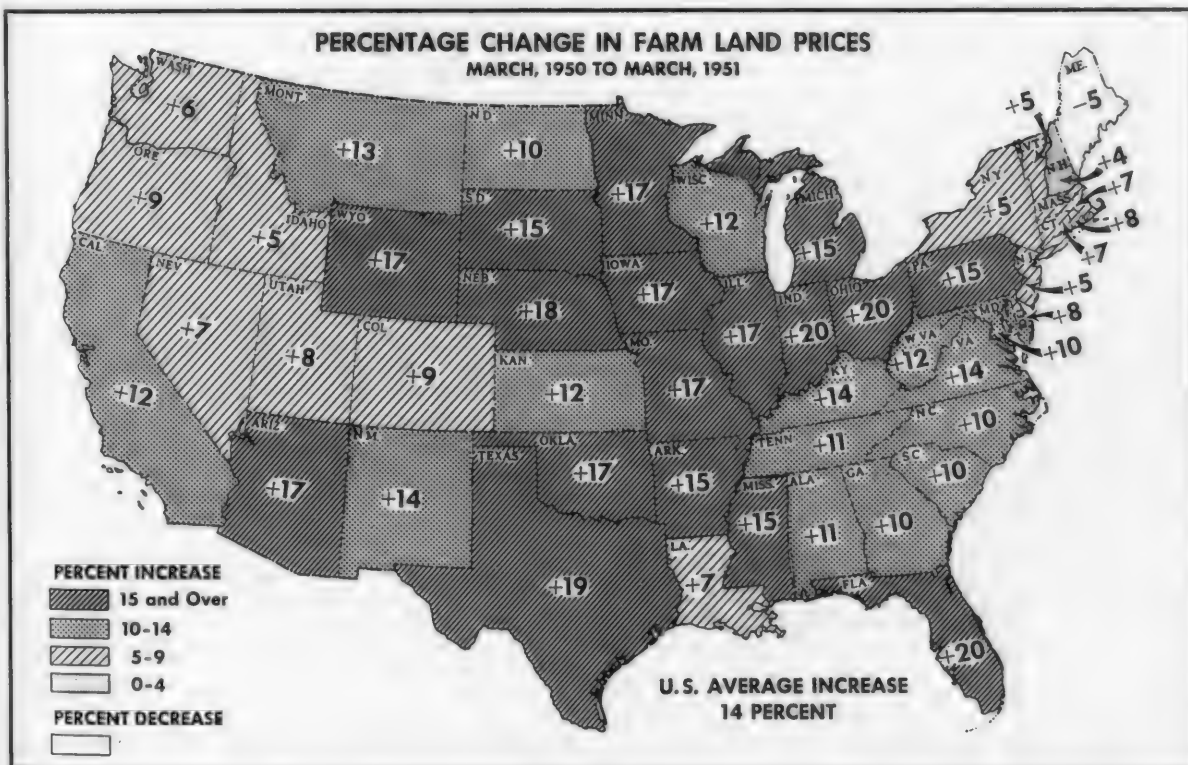 PERCENTAGE CHANGE IN FARM LAND PRICES
MARCH, 1950 TO MARCH, 1951
WASH
+6
MONT
+13
N.D.
+10
MINN
+17
ME.
-5
+5
VT.
N.H.
+4
ORE
+9
IDAHO
+5
WYO
+17
S.D.
+15
WISC
+12
MICH
+15
N.Y.
+5
MASS
+7
CT.
+8
+7
CAL.
+12
NEV
+7
UTAH
+8
COL
+9
NEB
+18
IOWA
+17
ILL.
+17
IND.
+20
OHIO
+20
PA.
+15
N.J.
+5
MD.
+8
+10
KAN
+12
MO.
+17
KY
+14
W.VA
+12
VA
+14
ARIZ.
+17
N.M.
+14
TEXAS
+19
OKLA
+17
ARK
+15
TENN
+11
N.C.
+10
S.C.
+10
MISS
+15
ALA
+11
GA.
+10
LA.
+7
FLA
+20
PERCENT INCREASE
15 and Over
10-14
5-9
0-4
PERCENT DECREASE
U.S. AVERAGE INCREASE
14 PERCENT